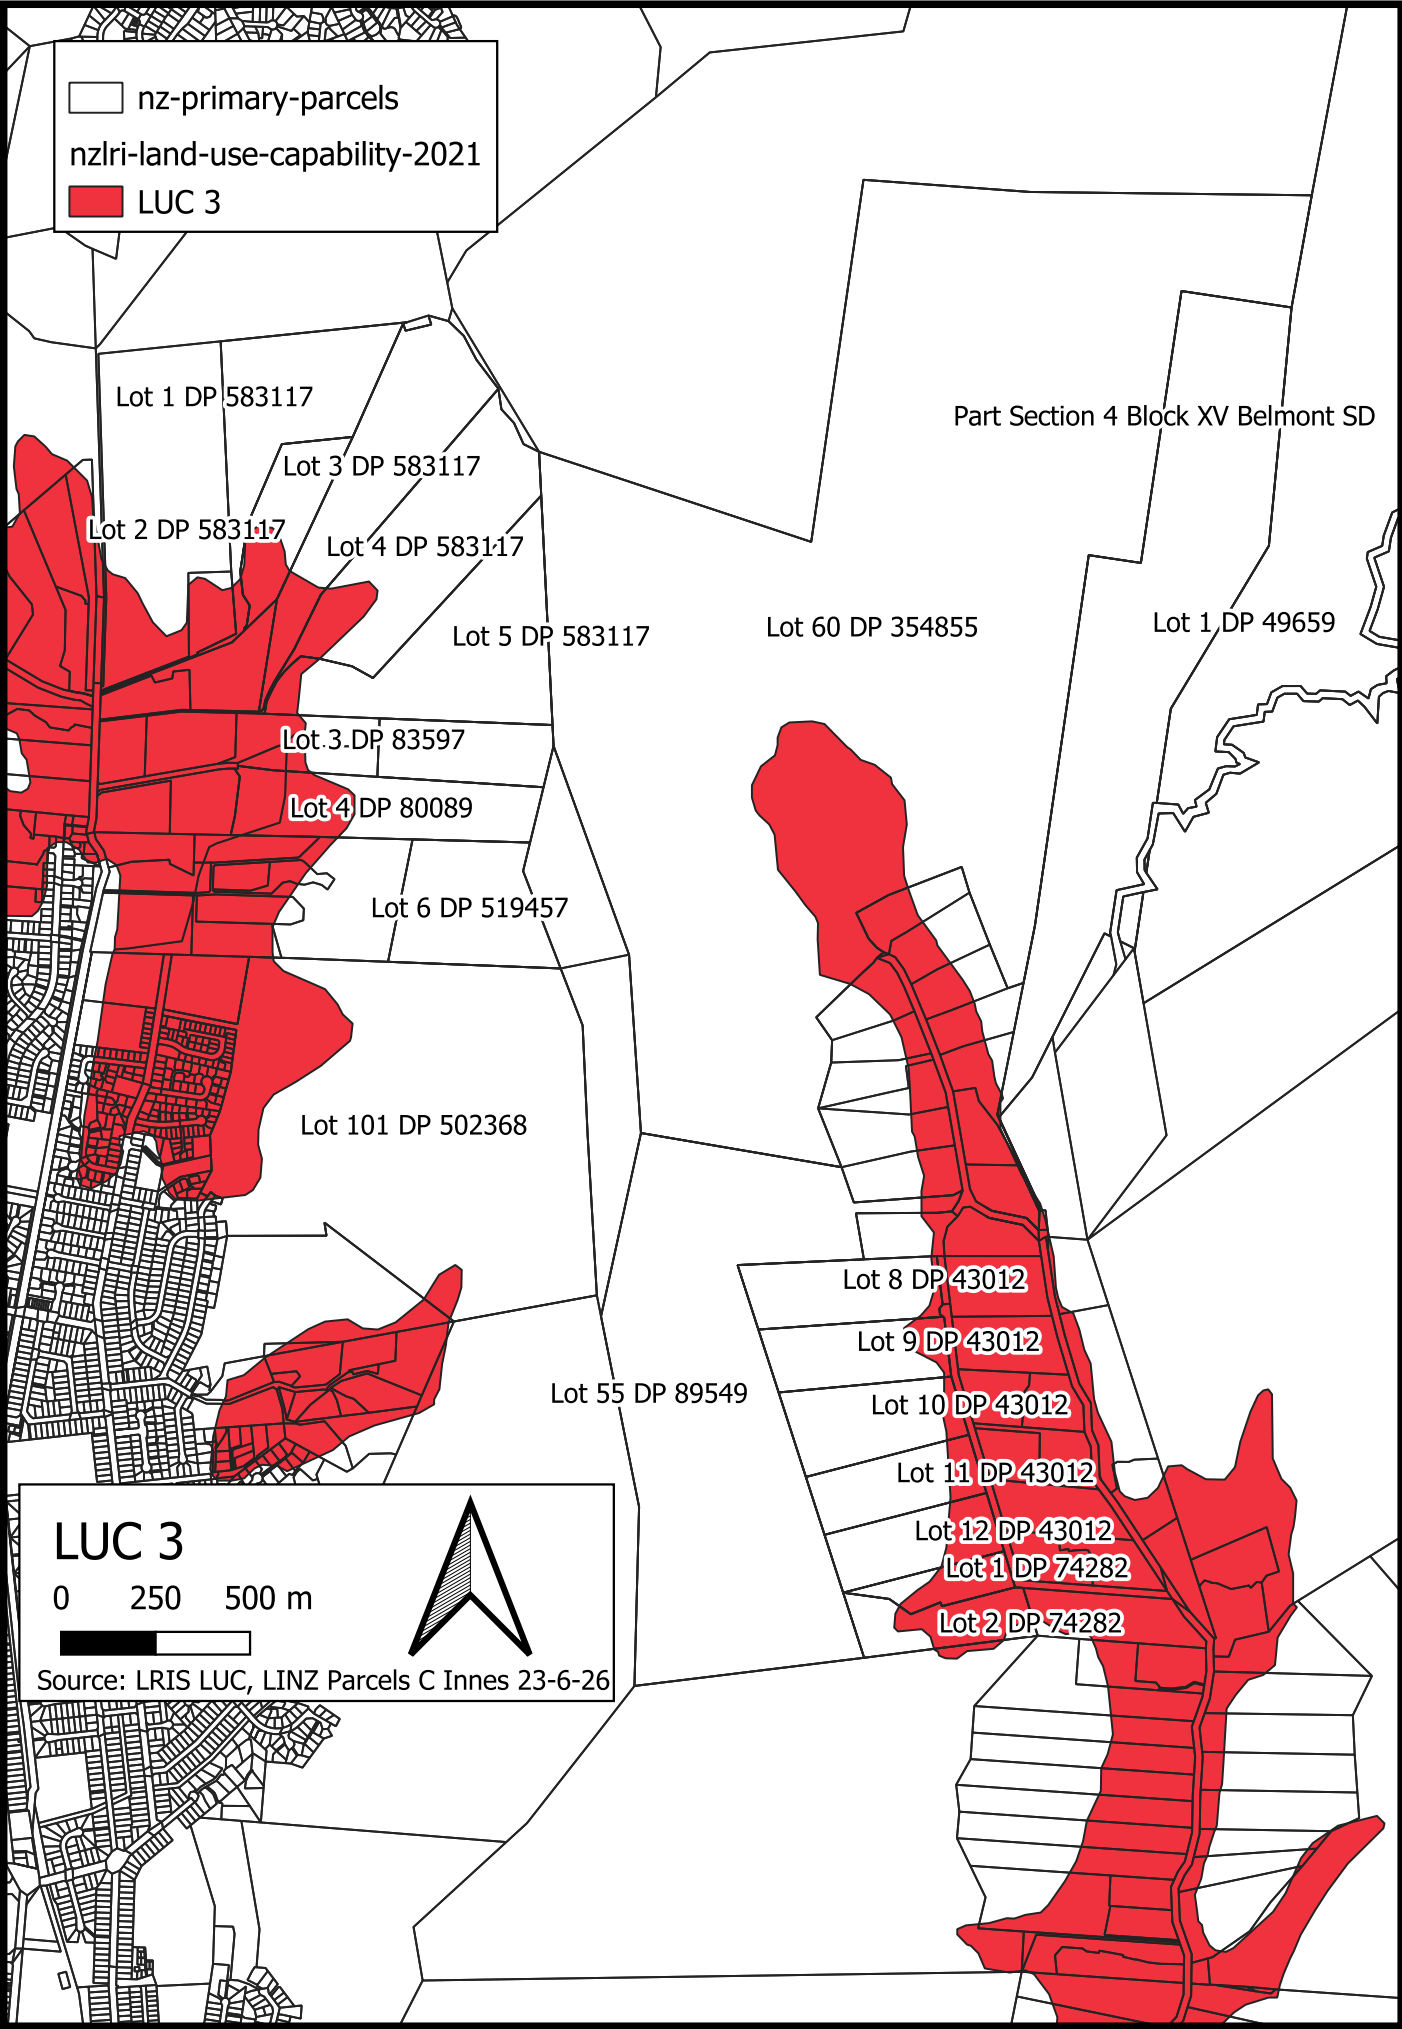 nz-primary-parcels
nzlri-land-use-capability-2021
LUC 3
Lot 1 DP 583117
Part Section 4 Block XV Belmont SD
Lot 3 DP 583117
Lot 2 DP 583117
Lot 4 DP 583117
Lot 5 DP 583117
Lot 60 DP 354855
Lot 1 DP 49659
Lot 3 DP 83597
Lot 4 DP 80089
Lot 6 DP 519457
Lot 101 DP 502368
Lot 8 DP 43012
Lot 9 DP 43012
Lot 55 DP 89549
Lot 10 DP 43012
Lot 11 DP 43012
Lot 12 DP 43012
Lot 1 DP 74282
Lot 2 DP 74282
LUC 3
0 250 500 m
Source: LRIS LUC, LINZ Parcels C Innes 23-6-26